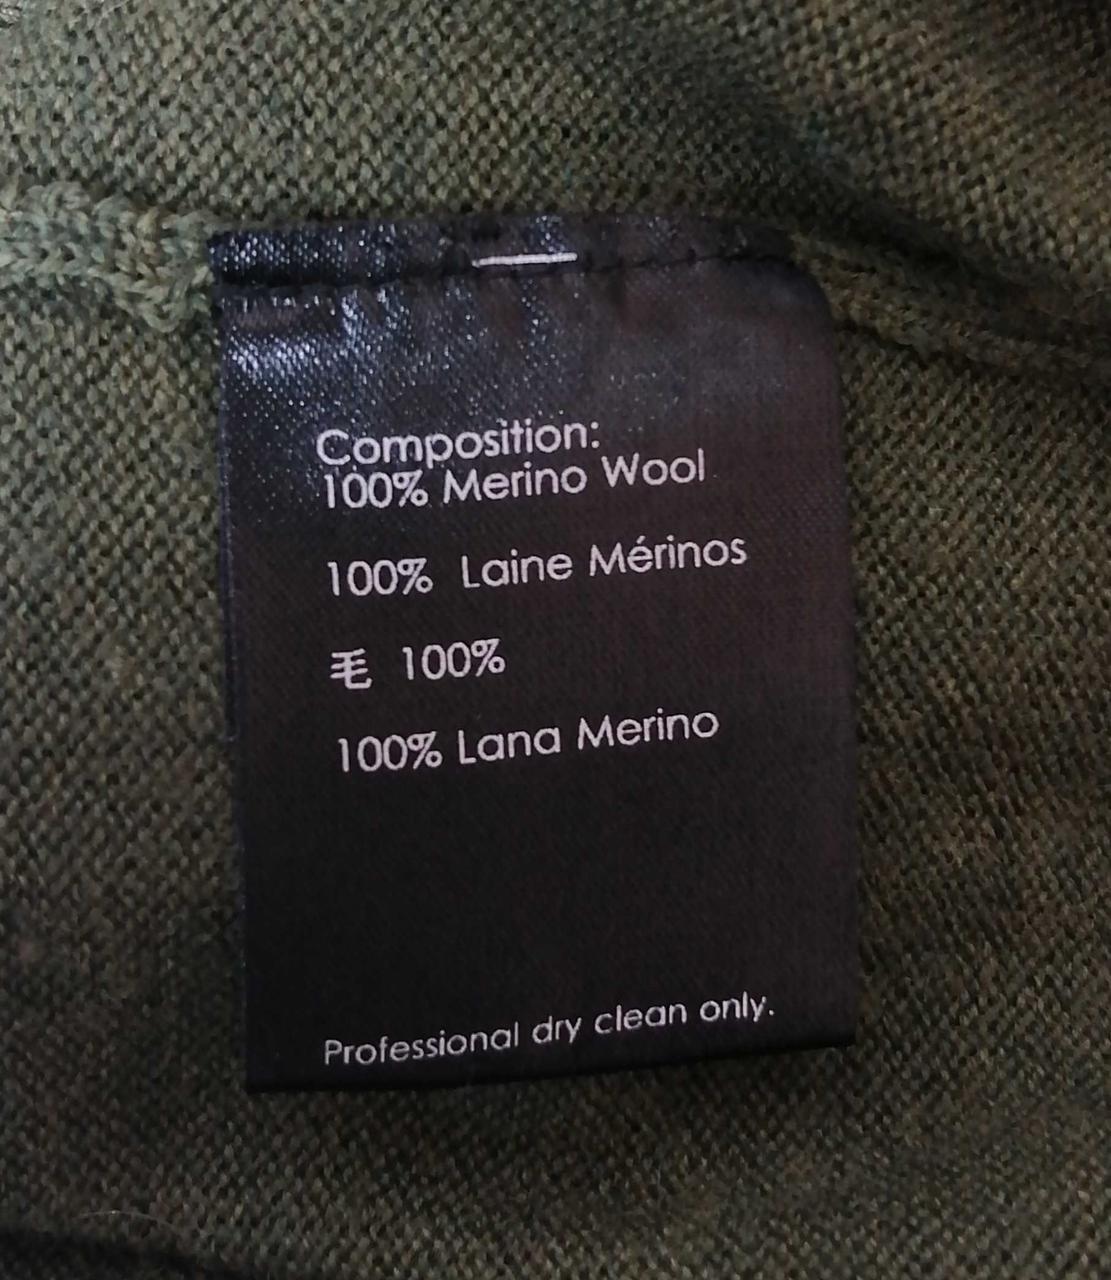 Composition:
100% Merino Wool
100% Laine Mérinos
毛 100%
100% Lana Merino
Professional dry clean only.